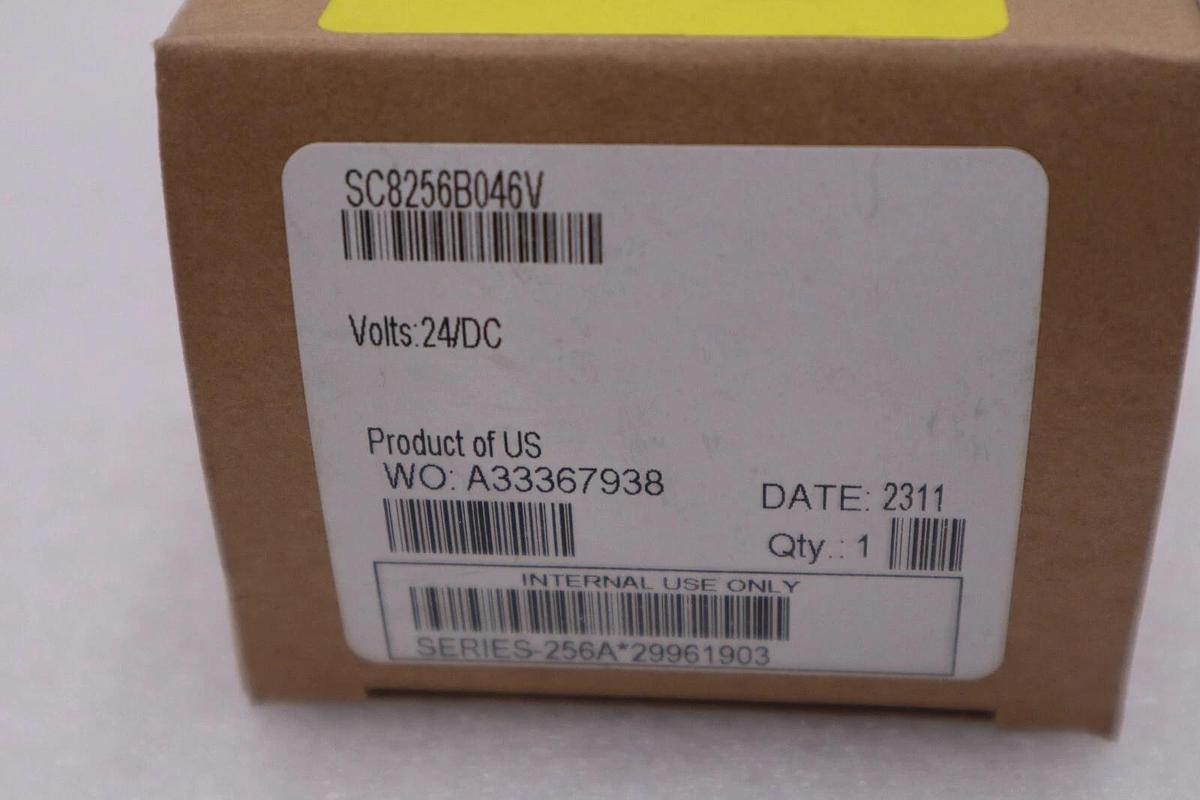 SC8256B046V
Volts:24/DC
Product of US
WO: A33367938
DATE: 2311
Qty.: 1
INTERNAL USE ONLY
SERIES-256A*29961903